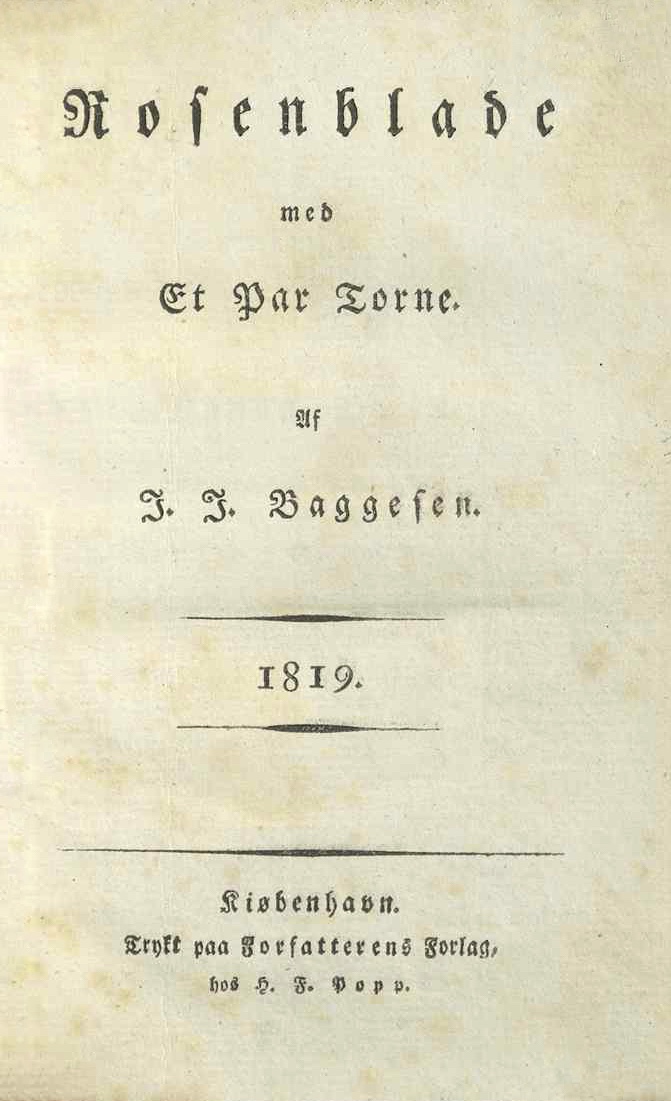 Rosenblade
med
Et Par Torne.
Af
J. J. Baggesen.
1819.
Kiøbenhavn.
Trykt paa Forfatterens Forlag,
hos H. F. Popp.